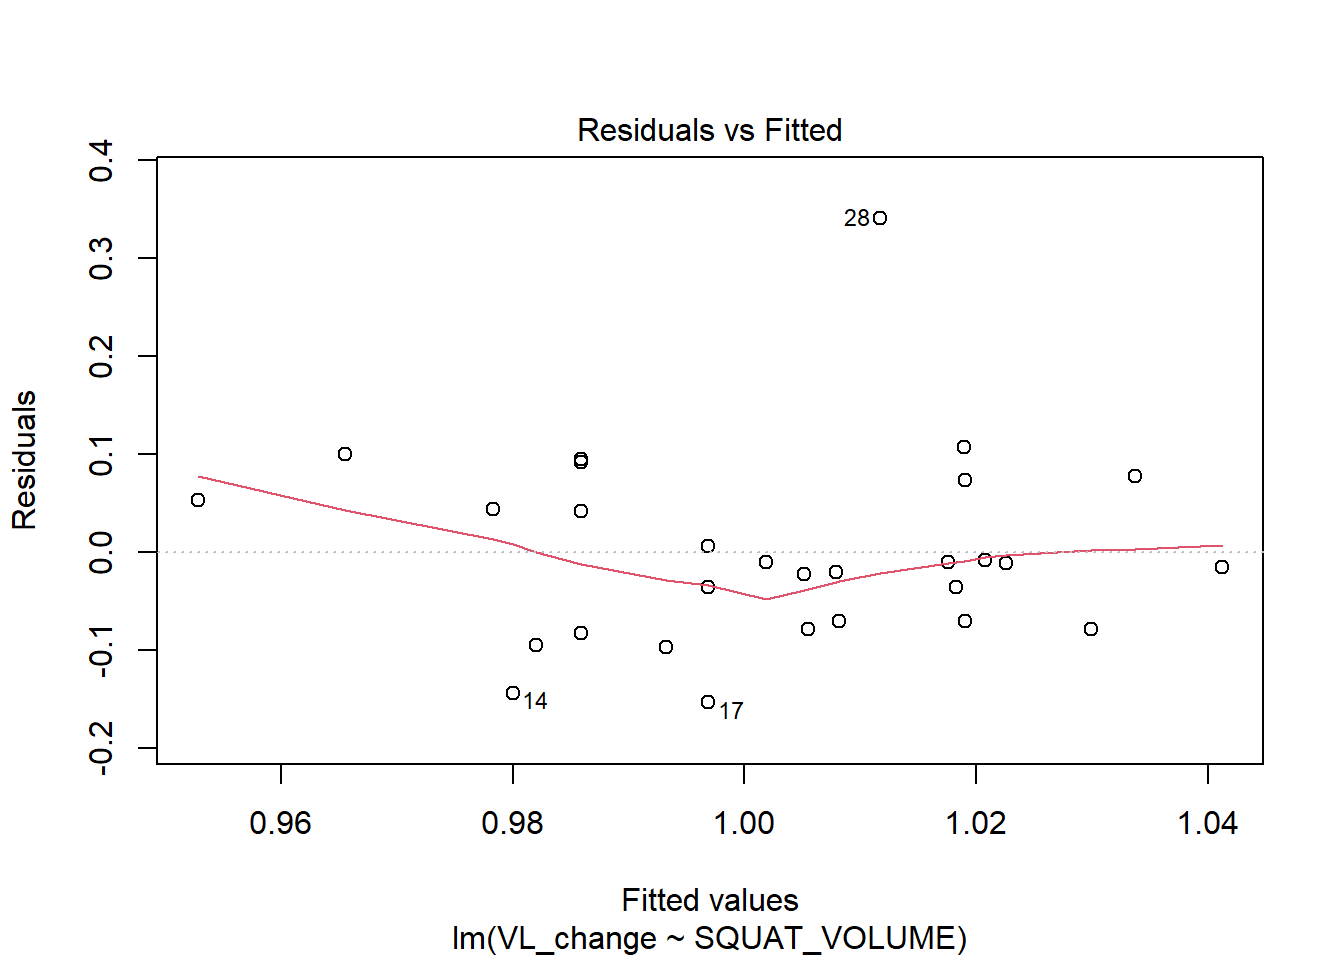 Residuals vs Fitted
Residuals
0.4
0.3
0.2
0.1
0.0
-0.1
-0.2
28
14
17
0.96 0.98 1.00 1.02 1.04
Fitted values
lm(VL_change ~ SQUAT_VOLUME)